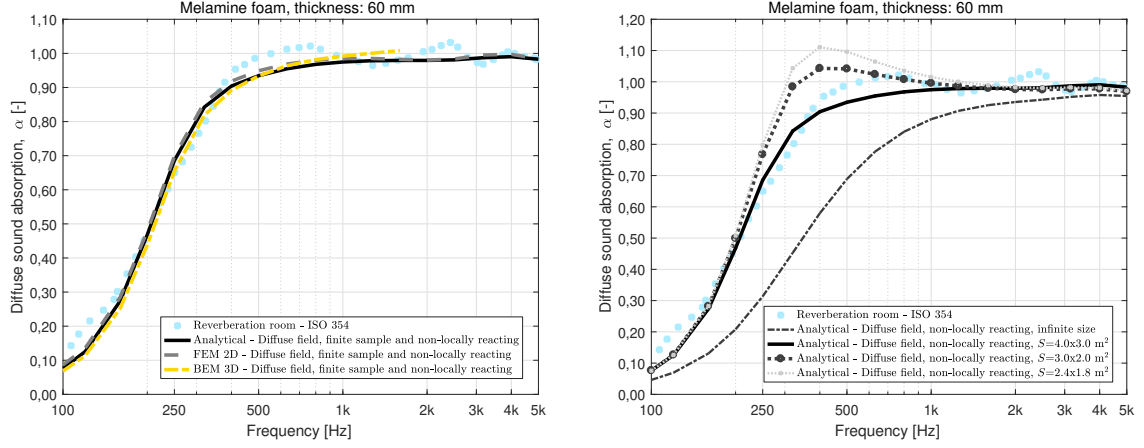 Melamine foam, thickness: 60 mm
Diffuse sound absorption, α [-]
1,20
1,10
1,00
0,90
0,80
0,70
0,60
0,50
0,40
0,30
0,20
0,10
0,00
Reverberation room - ISO 354
Analytical - Diffuse field, finite sample and non-locally reacting
FEM 2D - Diffuse field, finite sample and non-locally reacting
BEM 3D - Diffuse field, finite sample and non-locally reacting
100 250 500 1k 2k 3k 5k
Frequency [Hz]
Melamine foam, thickness: 60 mm
Diffuse sound absorption, α [-]
1,20
1,10
1,00
0,90
0,80
0,70
0,60
0,50
0,40
0,30
0,20
0,10
0,00
Reverberation room - ISO 354
Analytical - Diffuse field, non-locally reacting, infinite size
Analytical - Diffuse field, non-locally reacting, S=4.0x3.0 m²
Analytical - Diffuse field, non-locally reacting, S=3.0x2.0 m²
Analytical - Diffuse field, non-locally reacting, S=2.4x1.8 m²
100 250 500 1k 2k 3k 5k
Frequency [Hz]